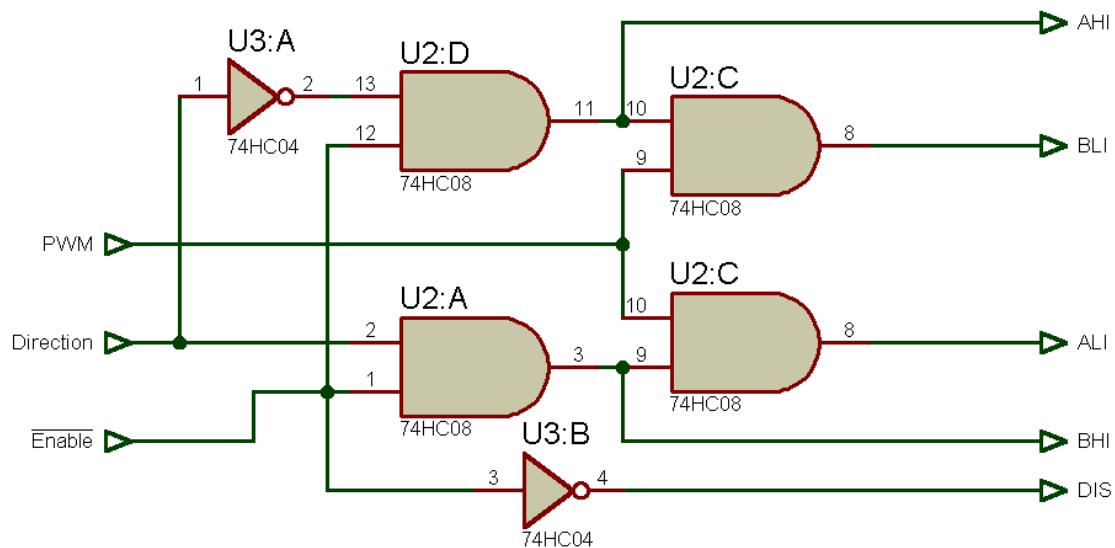 AHI
U3:A
U2:D
U2:C
1
2
13
11
10
12
8
BLI
74HC04
9
74HC08
74HC08
PWM
U2:C
U2:A
10
Direction
2
8
ALI
3
9
1
74HC08
Enable
74HC08
U3:B
BHI
3
4
DIS
74HC04